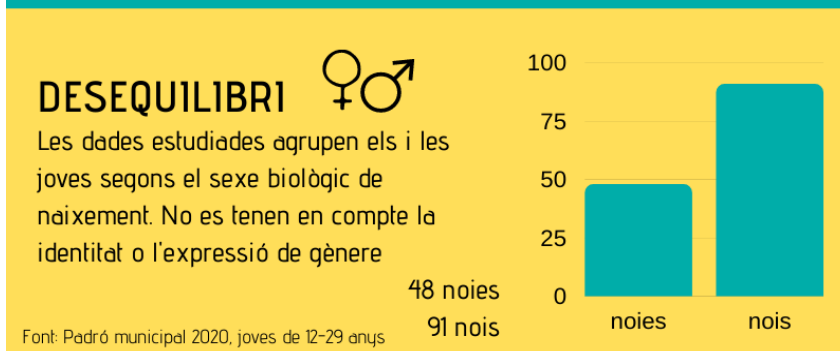 DESEQUILIBRI
Les dades estudiades agrupen els i les
joves segons el sexe biològic de
naixement. No es tenen en compte la
identitat o l'expressió de gènere
48 noies
91 nois
Font: Padró municipal 2020, joves de 12-29 anys
100
75
50
25
0
noies
nois